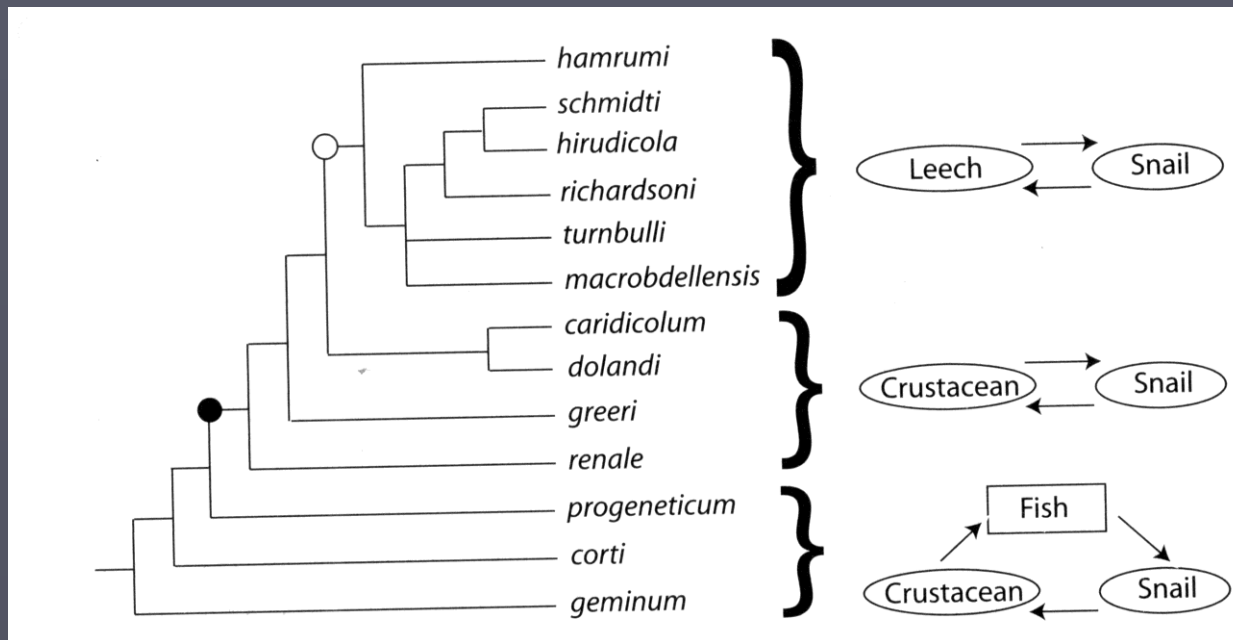 hamrumi
schmidti
hirudicola
richardsoni
turnbulli
macrobdellensis
Leech
Snail
caridicolum
dolandi
greeri
renale
Crustacean
Snail
progeneticum
corti
geminum
Fish
Crustacean
Snail